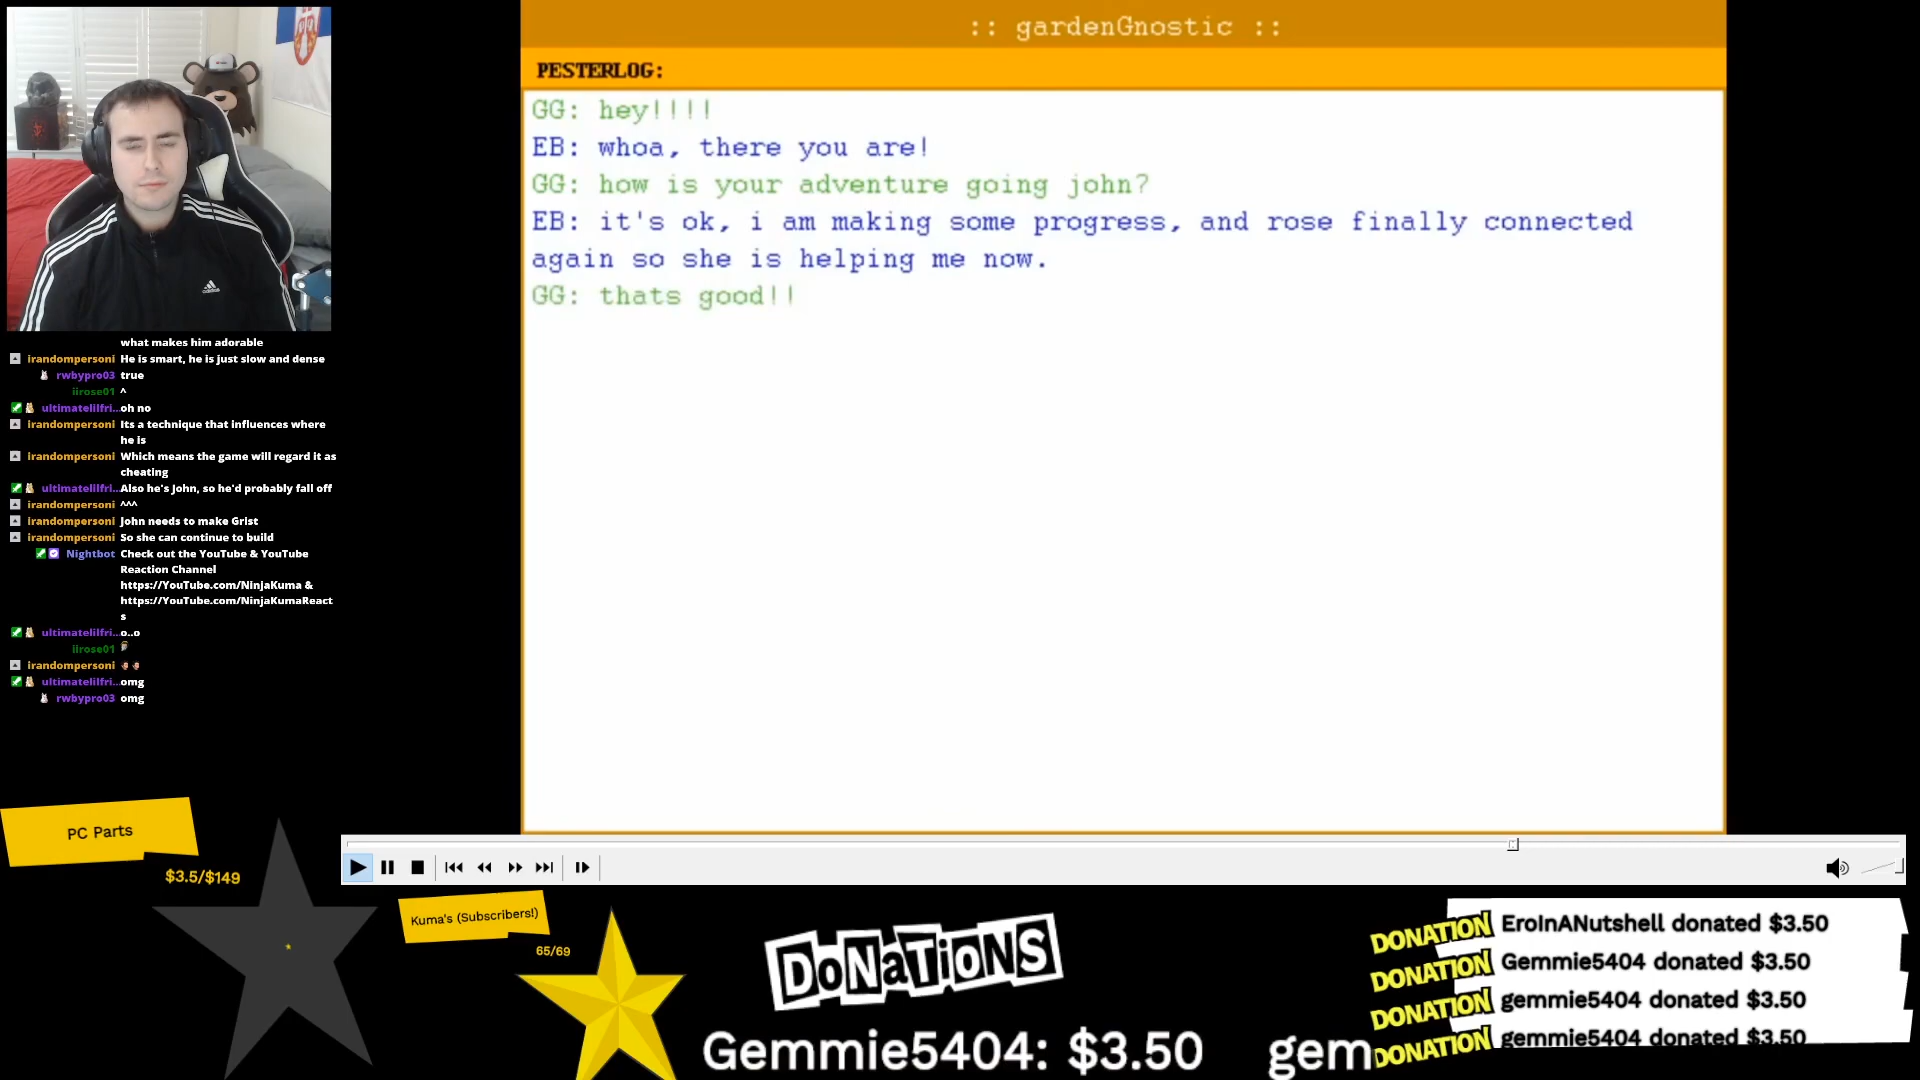 :: gardenGnostic ::
PESTERLOG:
GG: hey!!!!
EB: whoa, there you are!
GG: how is your adventure going john?
EB: it's ok, i am making some progress, and rose finally connected
again so she is helping me now.
GG: thats good!!
adidas
what makes him adorable
irandompersoni He is smart, he is just slow and dense
rwbypro03 true
iirose01 ^
ultimatelilfri... oh no
irandompersoni Its a technique that influences where
he is
irandompersoni Which means the game will regard it as
cheating
ultimatelilfri... Also he's John, so he'd probably fall off
irandompersoni ^^^
irandompersoni John needs to make Grist
irandompersoni So she can continue to build
Nightbot Check out the YouTube & YouTube
Reaction Channel
https://YouTube.com/NinjaKuma &
https://YouTube.com/NinjaKumaReact
s
ultimatelilfri... o..o
iirose01
irandompersoni
ultimatelilfri... omg
rwbypro03 omg
PC Parts
$3.5/$149
Kuma's (Subscribers!)
65/69
DoNaTiONS
Gemmie5404: $3.50 gem
DONATION EroInANutshell donated $3.50
DONATION Gemmie5404 donated $3.50
DONATION gemmie5404 donated $3.50
DONATION gemmie5404 donated $3.50